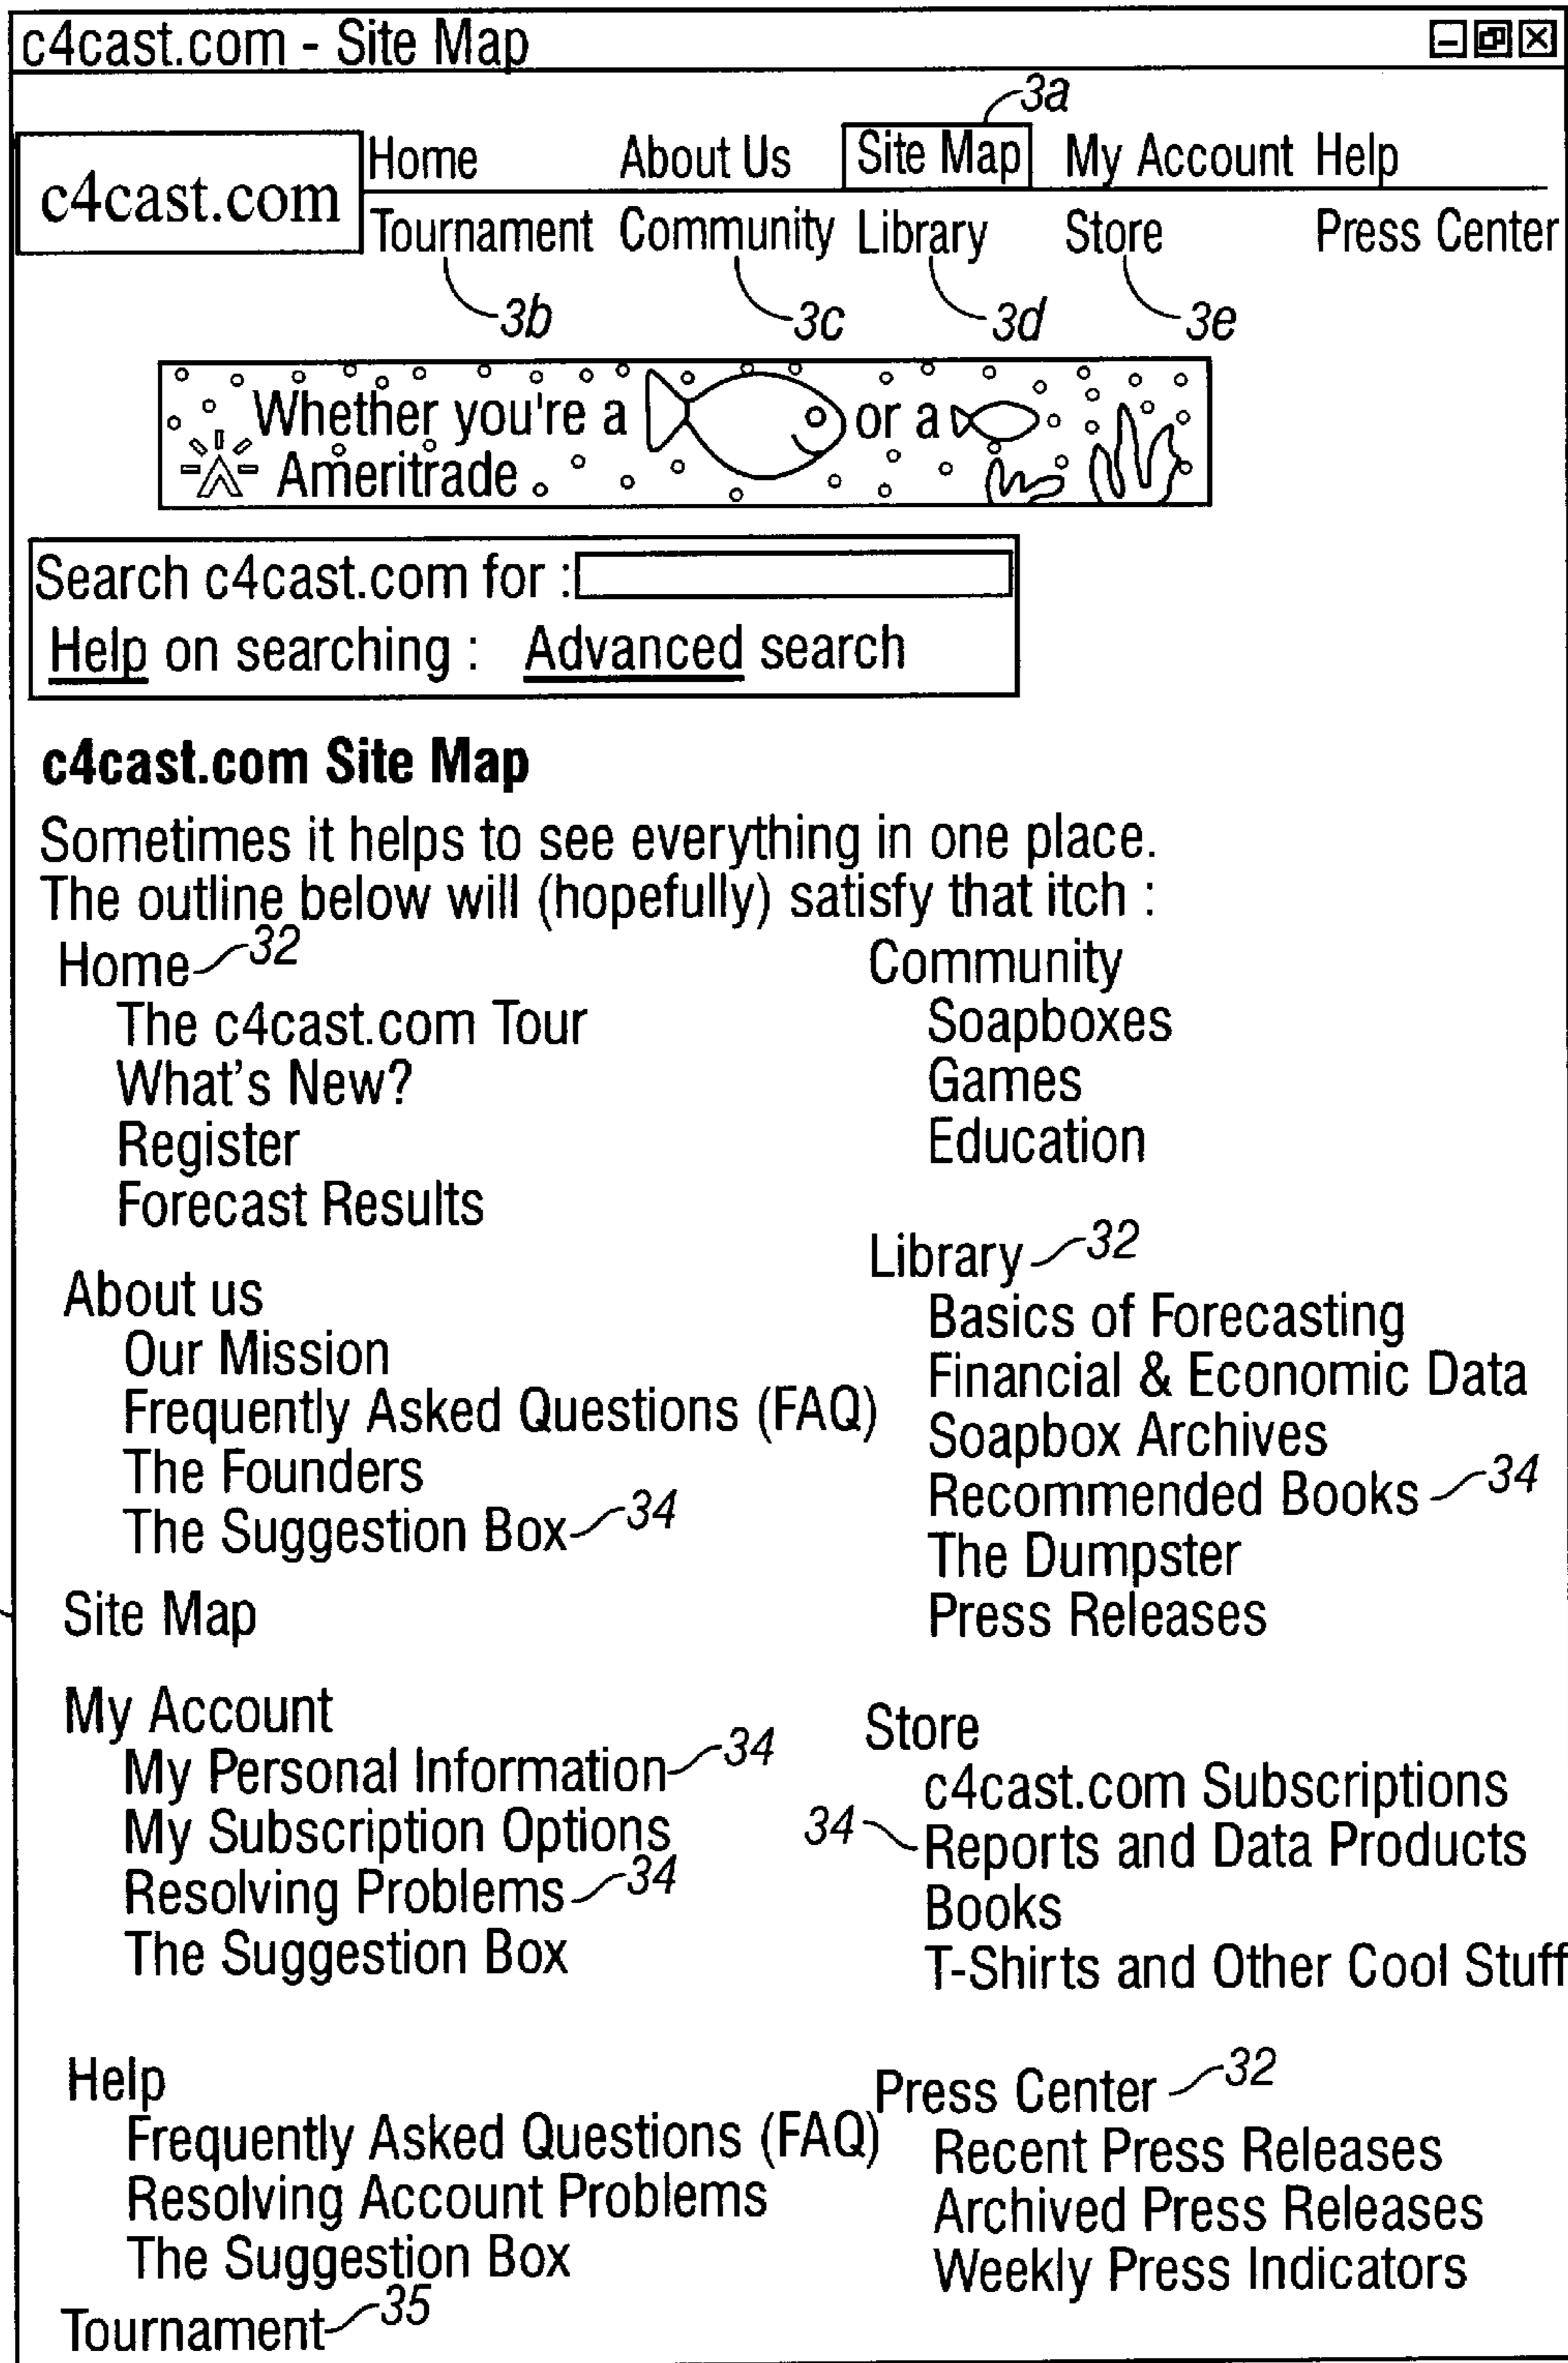 c4cast.com - Site Map
3a
c4cast.com
Home About Us Site Map My Account Help
Tournament Community Library Store Press Center
3b 3c 3d 3e
Whether you're a or a
Ameritrade
Search c4cast.com for :
Help on searching : Advanced search
c4cast.com Site Map
Sometimes it helps to see everything in one place.
The outline below will (hopefully) satisfy that itch :
Home 32
The c4cast.com Tour
What's New?
Register
Forecast Results
About us
Our Mission
Frequently Asked Questions (FAQ)
The Founders
The Suggestion Box 34
Site Map
My Account
My Personal Information 34
My Subscription Options
Resolving Problems 34
The Suggestion Box
Help
Frequently Asked Questions (FAQ)
Resolving Account Problems
The Suggestion Box
Tournament 35
Community
Soapboxes
Games
Education
Library 32
Basics of Forecasting
Financial & Economic Data
Soapbox Archives
Recommended Books 34
The Dumpster
Press Releases
Store
c4cast.com Subscriptions
34 Reports and Data Products
Books
T-Shirts and Other Cool Stuff
Press Center 32
Recent Press Releases
Archived Press Releases
Weekly Press Indicators